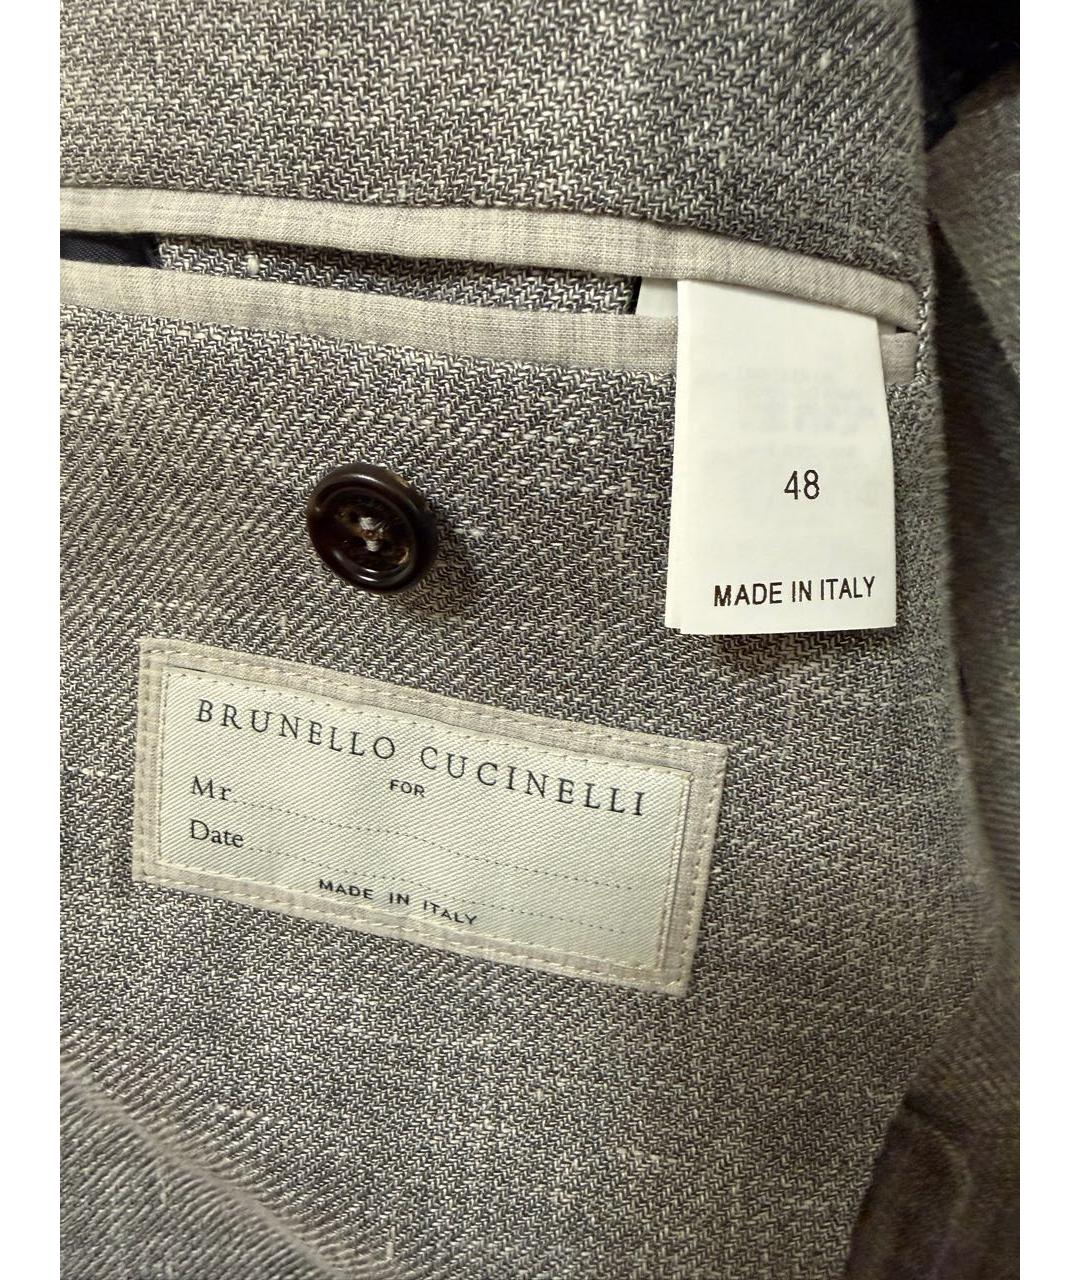 48
MADE IN ITALY
BRUNELLO CUCINELLI
FOR
Mr
Date
MADE IN ITALY